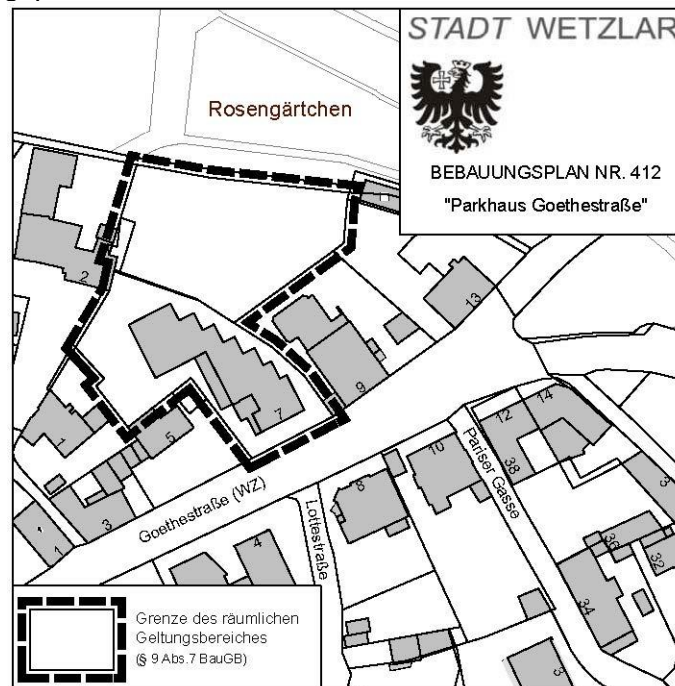 STADT WETZLAR
BEBAUUNGSPLAN NR. 412
"Parkhaus Goethestraße"
Rosengärtchen
2
13
9
7
5
1
3
1
1
Goethestraße (WZ)
Lottestraße
Pariser Gasse
4
8
10
12
14
38
3
36
32
34
3
Grenze des räumlichen
Geltungsbereiches
(§ 9 Abs.7 BauGB)